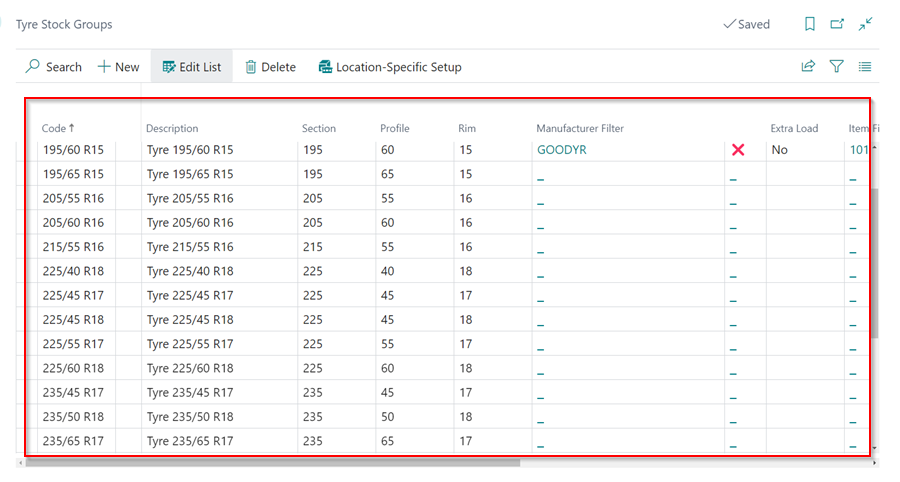 Tyre Stock Groups Saved
Search New Edit List Delete Location-Specific Setup
Code↑ Description Section Profile Rim Manufacturer Filter Extra Load Item Fi
195/60 R15 Tyre 195/60 R15 195 60 15 GOODYR No 101
195/65 R15 Tyre 195/65 R15 195 65 15 _ _ _
205/55 R16 Tyre 205/55 R16 205 55 16 _ _ _
205/60 R16 Tyre 205/60 R16 205 60 16 _ _ _
215/55 R16 Tyre 215/55 R16 215 55 16 _ _ _
225/40 R18 Tyre 225/40 R18 225 40 18 _ _ _
225/45 R17 Tyre 225/45 R17 225 45 17 _ _ _
225/45 R18 Tyre 225/45 R18 225 45 18 _ _ _
225/55 R17 Tyre 225/55 R17 225 55 17 _ _ _
225/60 R18 Tyre 225/60 R18 225 60 18 _ _ _
235/45 R17 Tyre 235/45 R17 235 45 17 _ _ _
235/50 R18 Tyre 235/50 R18 235 50 18 _ _ _
235/65 R17 Tyre 235/65 R17 235 65 17 _ _ _